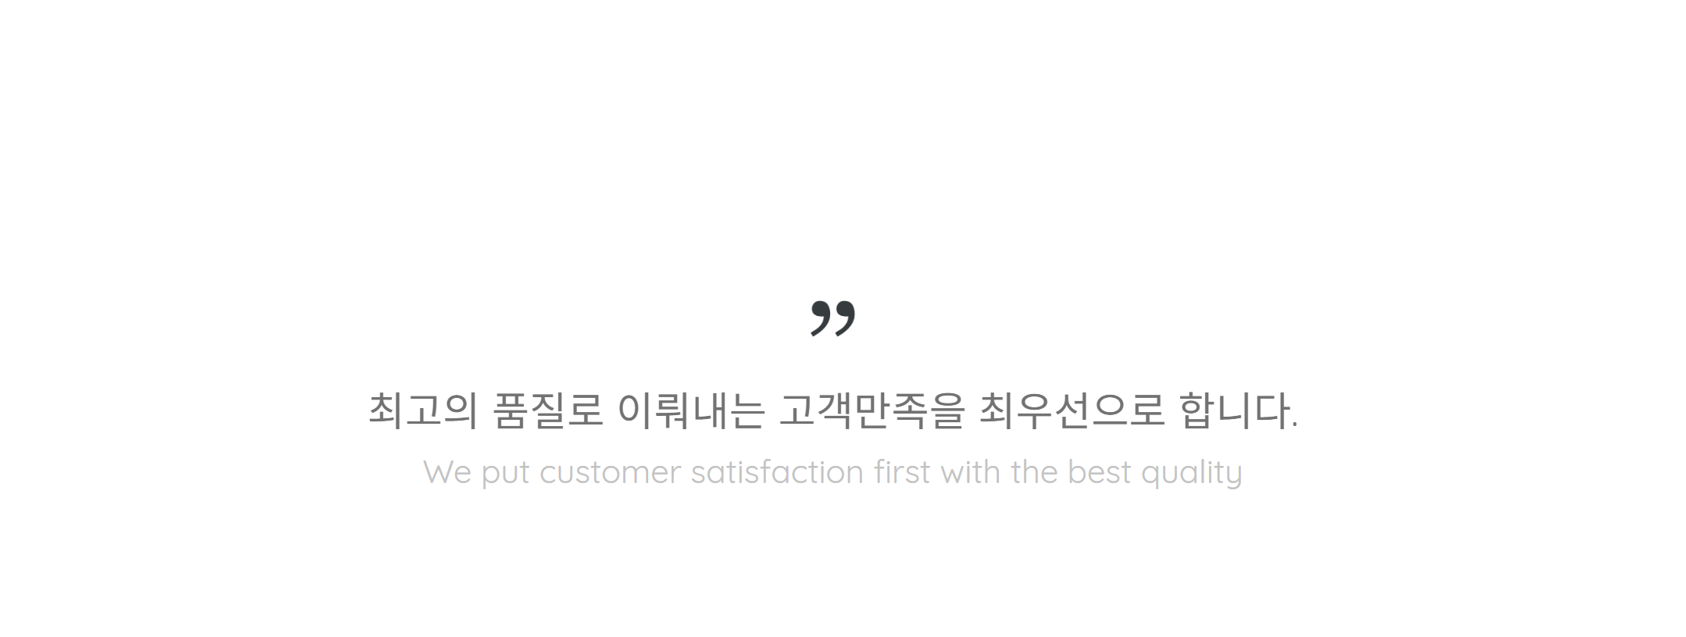 ”
최고의 품질로 이뤄내는 고객만족을 최우선으로 합니다.
We put customer satisfaction first with the best quality